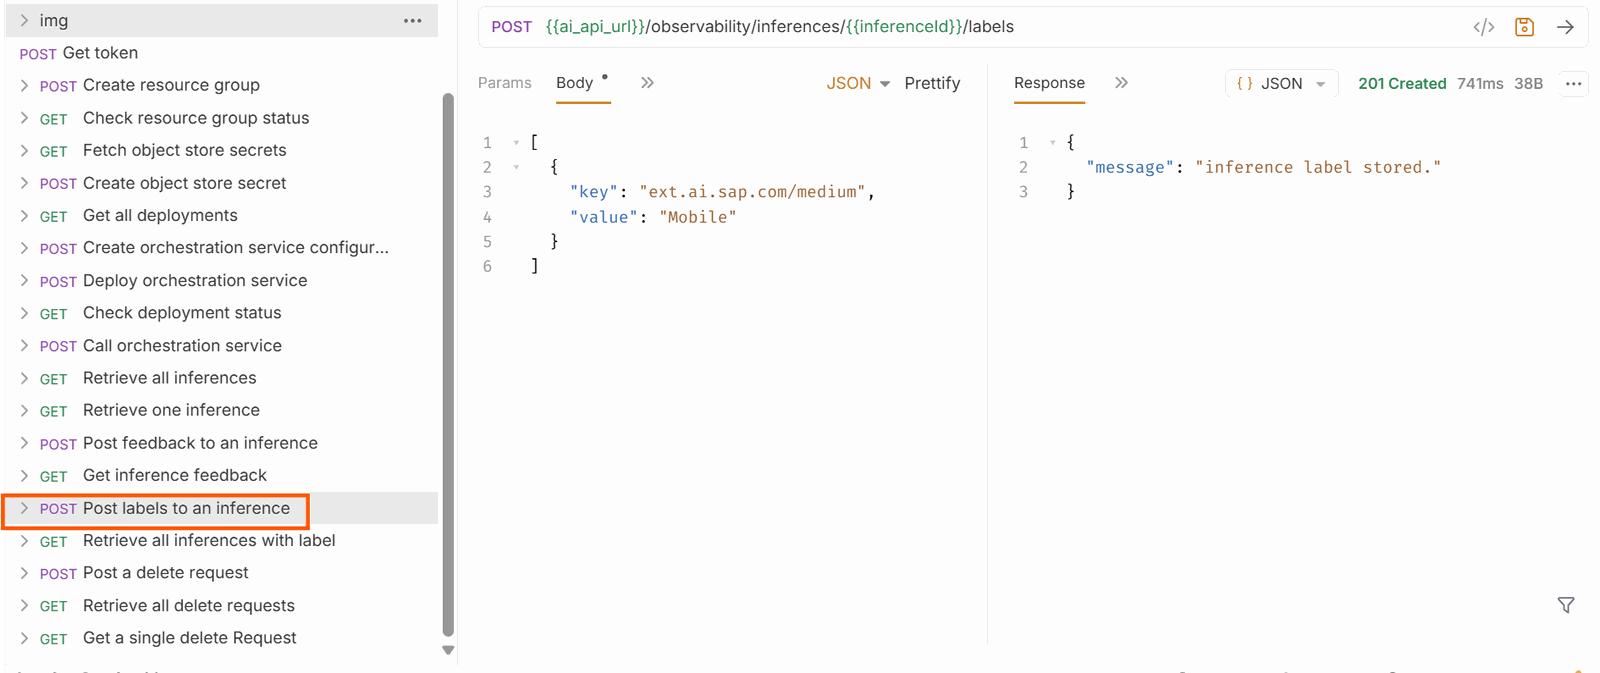 img
POST Get token
POST Create resource group
GET Check resource group status
GET Fetch object store secrets
POST Create object store secret
GET Get all deployments
POST Create orchestration service configur...
POST Deploy orchestration service
GET Check deployment status
POST Call orchestration service
GET Retrieve all inferences
GET Retrieve one inference
POST Post feedback to an inference
GET Get inference feedback
POST Post labels to an inference
GET Retrieve all inferences with label
POST Post a delete request
GET Retrieve all delete requests
GET Get a single delete Request
POST {{ai_api_url}}/observability/inferences/{{inferenceId}}/labels
Params Body JSON Prettify
1 [
2 {
3 "key": "ext.ai.sap.com/medium",
4 "value": "Mobile"
5 }
6 ]
Response { } JSON 201 Created 741ms 38B
1 {
2 "message": "inference label stored."
3 }